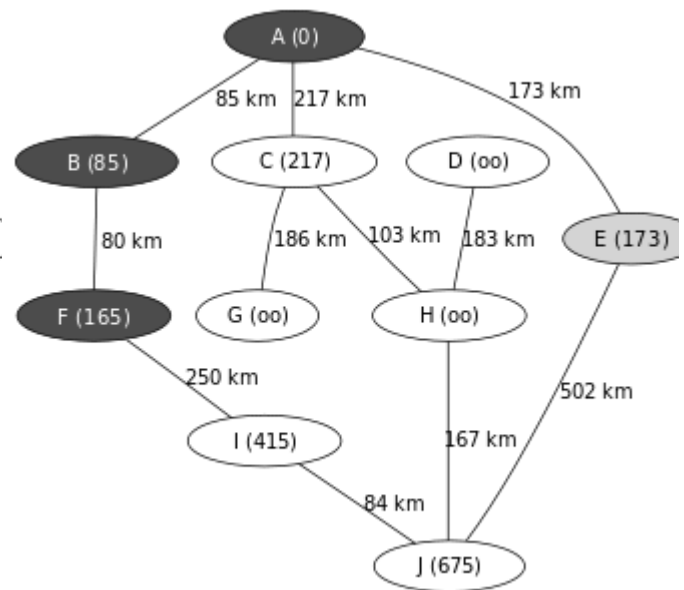 A (0)
85 km
217 km
173 km
B (85)
C (217)
D (oo)
E (173)
80 km
186 km
103 km
183 km
F (165)
G (oo)
H (oo)
250 km
502 km
I (415)
167 km
84 km
J (675)